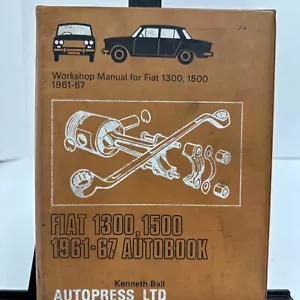 Workshop Manual for Fiat 1300, 1500
1961-67
FIAT 1300, 1500
1961-67 AUTOBOOK
Kenneth Ball
AUTOPRESS LTD